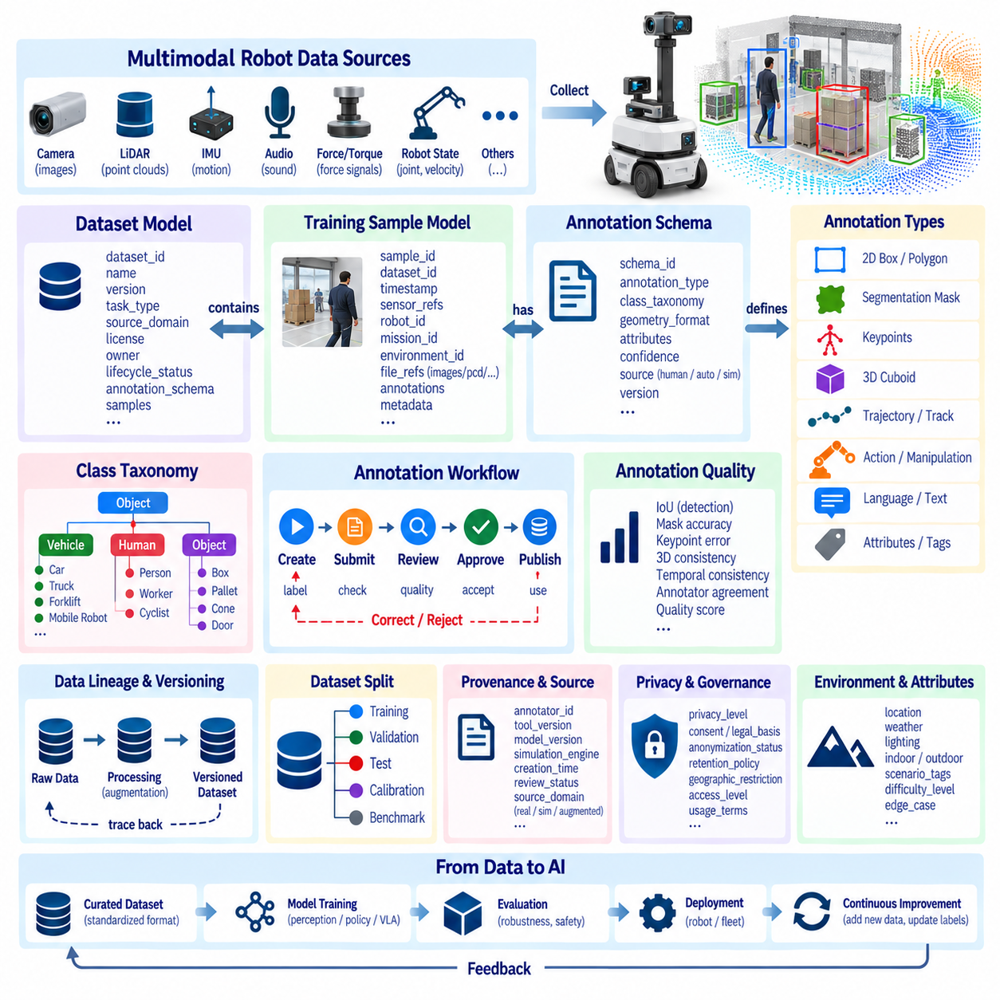 Multimodal Robot Data Sources
Camera
(images)
LiDAR
(point clouds)
IMU
(motion)
Audio
(sound)
Force/Torque
(force signals)
Robot State
(joint, velocity)
Others
(...)
Collect
Dataset Model
dataset_id
name
version
task_type
source_domain
license
owner
lifecycle_status
annotation_schema
samples
...
contains
Training Sample Model
sample_id
dataset_id
timestamp
sensor_refs
robot_id
mission_id
environment_id
file_refs (images/pcd/...)
annotations
metadata
...
has
Annotation Schema
schema_id
annotation_type
class_taxonomy
geometry_format
attributes
confidence
source (human / auto / sim)
version
...
defines
Annotation Types
2D Box / Polygon
Segmentation Mask
Keypoints
3D Cuboid
Trajectory / Track
Action / Manipulation
Language / Text
Attributes / Tags
Class Taxonomy
Object
Vehicle
Car
Truck
Forklift
Mobile Robot
...
Human
Person
Worker
Cyclist
Object
Box
Pallet
Cone
Door
Annotation Workflow
Create
label
Submit
check
Review
quality
Approve
accept
Publish
use
Correct / Reject
Annotation Quality
IoU (detection)
Mask accuracy
Keypoint error
3D consistency
Temporal consistency
Annotator agreement
Quality score
...
Data Lineage & Versioning
Raw Data
Processing
(augmentation)
Versioned
Dataset
trace back
Dataset Split
Training
Validation
Test
Calibration
Benchmark
Provenance & Source
annotator_id
tool_version
model_version
simulation_engine
creation_time
review_status
source_domain
(real / sim / augmented)
...
Privacy & Governance
privacy_level
consent / legal_basis
anonymization_status
retention_policy
geographic_restriction
access_level
usage_terms
...
Environment & Attributes
location
weather
lighting
indoor / outdoor
scenario_tags
difficulty_level
edge_case
...
From Data to AI
Curated Dataset
(standardized format)
Model Training
(perception / policy / VLA)
Evaluation
(robustness, safety)
Deployment
(robot / fleet)
Continuous Improvement
(add new data, update labels)
Feedback